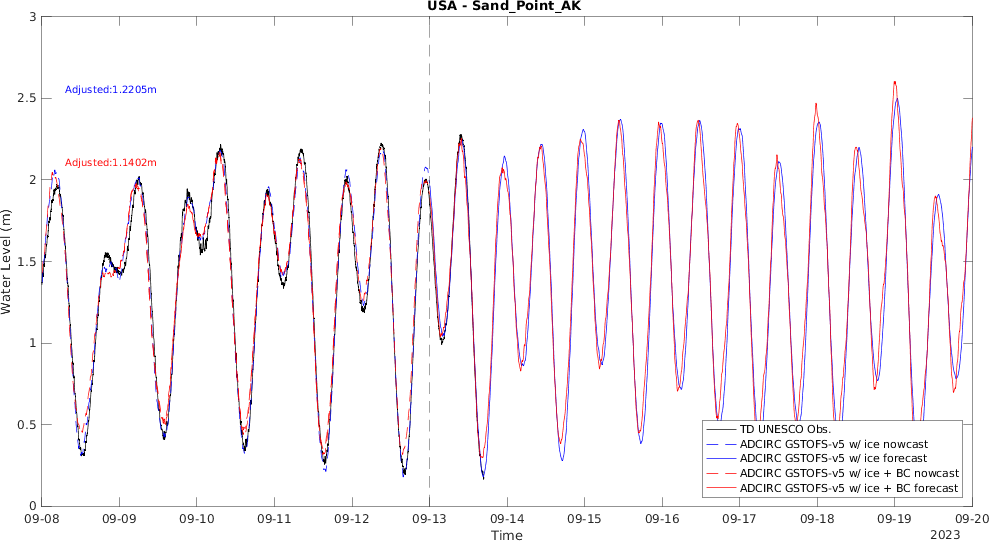 USA - Sand_Point_AK
3
2.5
2
1.5
1
0.5
0
Water Level (m)
Adjusted:1.2205m
Adjusted:1.1402m
TD UNESCO Obs.
ADCIRC GSTOFS-v5 w/ ice nowcast
ADCIRC GSTOFS-v5 w/ ice forecast
ADCIRC GSTOFS-v5 w/ ice + BC nowcast
ADCIRC GSTOFS-v5 w/ ice + BC forecast
09-08 09-09 09-10 09-11 09-12 09-13 09-14 09-15 09-16 09-17 09-18 09-19 09-20
Time
2023